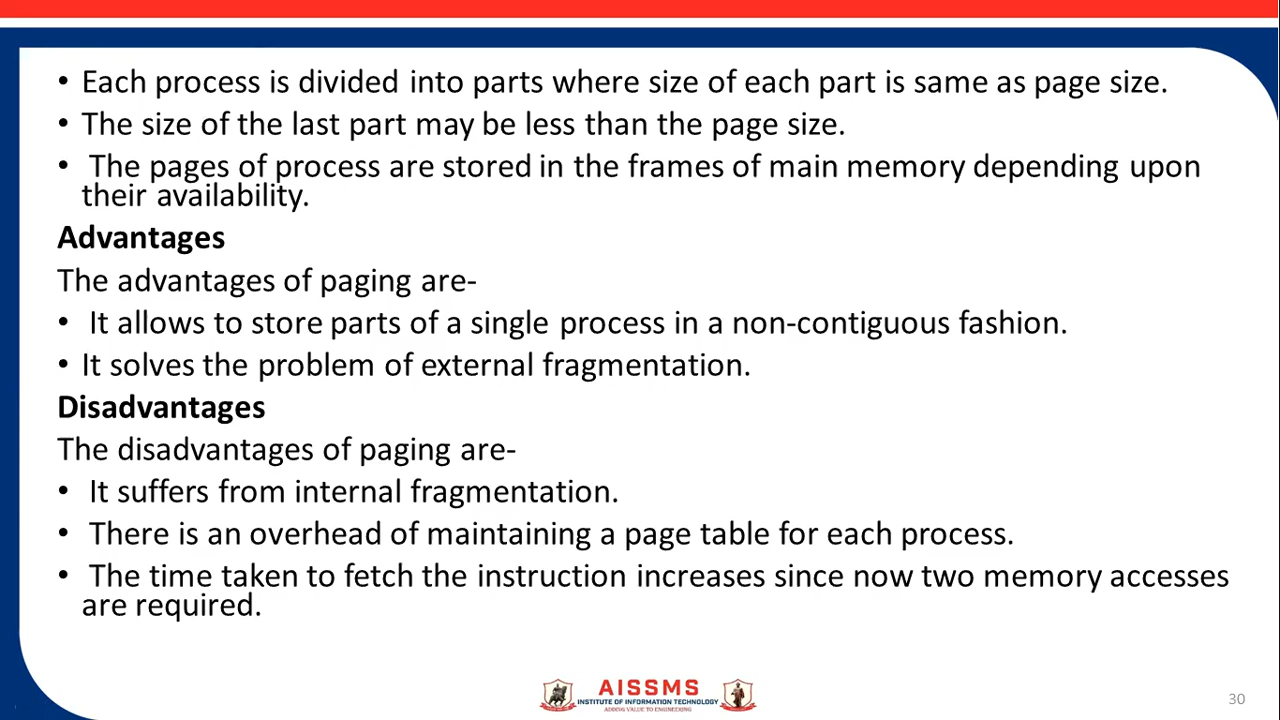 • Each process is divided into parts where size of each part is same as page size.
• The size of the last part may be less than the page size.
• The pages of process are stored in the frames of main memory depending upon
their availability.
Advantages
The advantages of paging are-
• It allows to store parts of a single process in a non-contiguous fashion.
• It solves the problem of external fragmentation.
Disadvantages
The disadvantages of paging are-
• It suffers from internal fragmentation.
• There is an overhead of maintaining a page table for each process.
• The time taken to fetch the instruction increases since now two memory accesses
are required.
AISSMS
INSTITUTE OF INFORMATION TECHNOLOGY
ADDING VALUE TO ENGINEERING
30